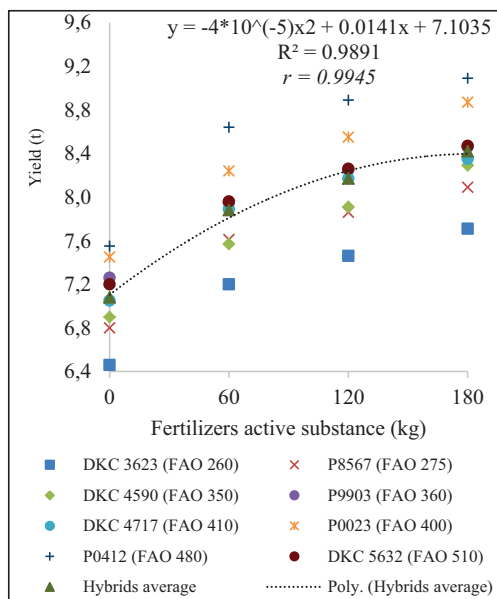 y = -4*10^(-5)x2 + 0.0141x + 7.1035
R² = 0.9891
r = 0.9945
Yield (t)
9,6
9,2
8,8
8,4
8,0
7,6
7,2
6,8
6,4
0 60 120 180
Fertilizers active substance (kg)
DKC 3623 (FAO 260) P8567 (FAO 275)
DKC 4590 (FAO 350) P9903 (FAO 360)
DKC 4717 (FAO 410) P0023 (FAO 400)
P0412 (FAO 480) DKC 5632 (FAO 510)
Hybrids average Poly. (Hybrids average)